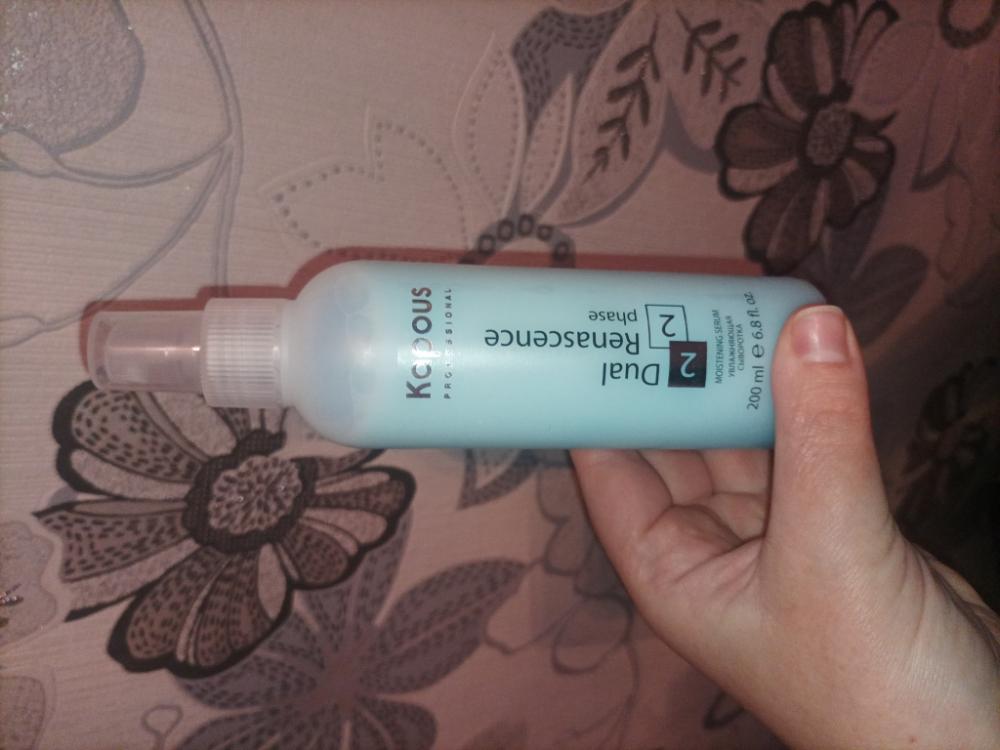 Kapous
PROFESSIONAL
Dual
Renascence
2
2
phase
MOISTENING SERUM
УВЛАЖНЯЮЩАЯ
СЫВОРОТКА
200 ml e 6.8 fl. oz.